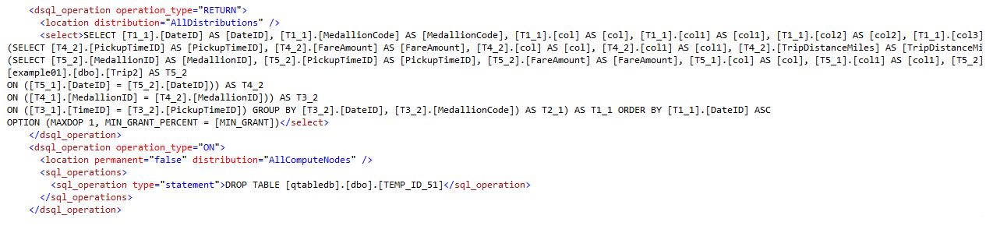 <dsql_operation operation_type="RETURN">
<location distribution="AllDistributions" />
<select>SELECT [T1_1].[DateID] AS [DateID], [T1_1].[MedallionCode] AS [MedallionCode], [T1_1].[col] AS [col], [T1_1].[col1] AS [col1], [T1_1].[col2] AS [col2], [T1_1].[col3]
(SELECT [T4_2].[PickupTimeID] AS [PickupTimeID], [T4_2].[FareAmount] AS [FareAmount], [T4_2].[col] AS [col], [T4_2].[col1] AS [col1], [T4_2].[TripDistanceMiles] AS [TripDistanceMi
(SELECT [T5_2].[MedallionID] AS [MedallionID], [T5_2].[PickupTimeID] AS [PickupTimeID], [T5_2].[FareAmount] AS [FareAmount], [T5_1].[col] AS [col], [T5_1].[col1] AS [col1], [T5_2]
[example01].[dbo].[Trip2] AS T5_2
ON ([T5_1].[DateID] = [T5_2].[DateID])) AS T4_2
ON ([T4_1].[MedallionID] = [T4_2].[MedallionID])) AS T3_2
ON ([T3_1].[TimeID] = [T3_2].[PickupTimeID]) GROUP BY [T3_2].[DateID], [T3_2].[MedallionCode]) AS T2_1) AS T1_1 ORDER BY [T1_1].[DateID] ASC
OPTION (MAXDOP 1, MIN_GRANT_PERCENT = [MIN_GRANT])</select>
</dsql_operation>
<dsql_operation operation_type="ON">
<location permanent="false" distribution="AllComputeNodes" />
<sql_operations>
<sql_operation type="statement">DROP TABLE [qtabledb].[dbo].[TEMP_ID_51]</sql_operation>
</sql_operations>
</dsql_operation>